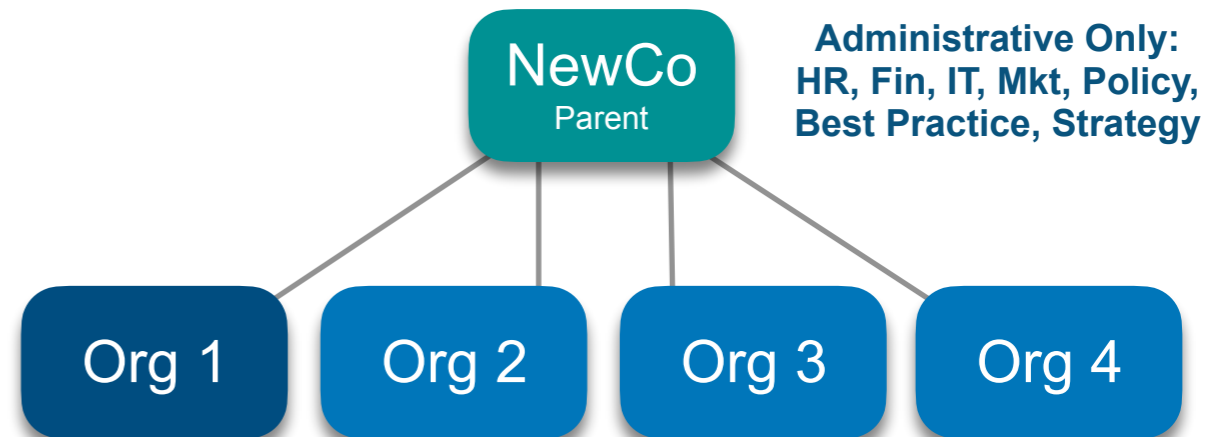 NewCo
Parent
Administrative Only:
HR, Fin, IT, Mkt, Policy,
Best Practice, Strategy
Org 1
Org 2
Org 3
Org 4